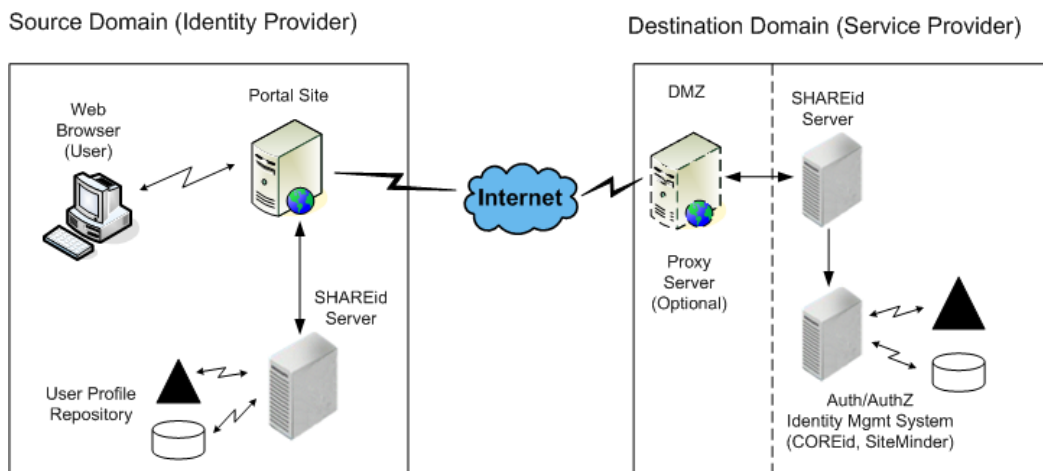 Source Domain (Identity Provider)
Destination Domain (Service Provider)
Web
Browser
(User)
Portal Site
SHAREid
Server
User Profile
Repository
Internet
DMZ
Proxy
Server
(Optional)
SHAREid
Server
Auth/AuthZ
Identity Mgmt System
(COREid, SiteMinder)